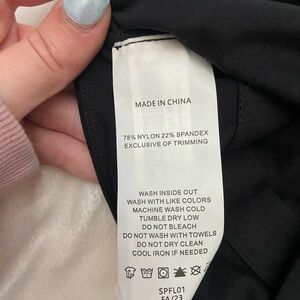 MADE IN CHINA
78% NYLON 22% SPANDEX
EXCLUSIVE OF TRIMMING
WASH INSIDE OUT
WASH WITH LIKE COLORS
MACHINE WASH COLD
TUMBLE DRY LOW
DO NOT BLEACH
DO NOT WASH WITH TOWELS
DO NOT DRY CLEAN
COOL IRON IF NEEDED
SPFL01
FA/23